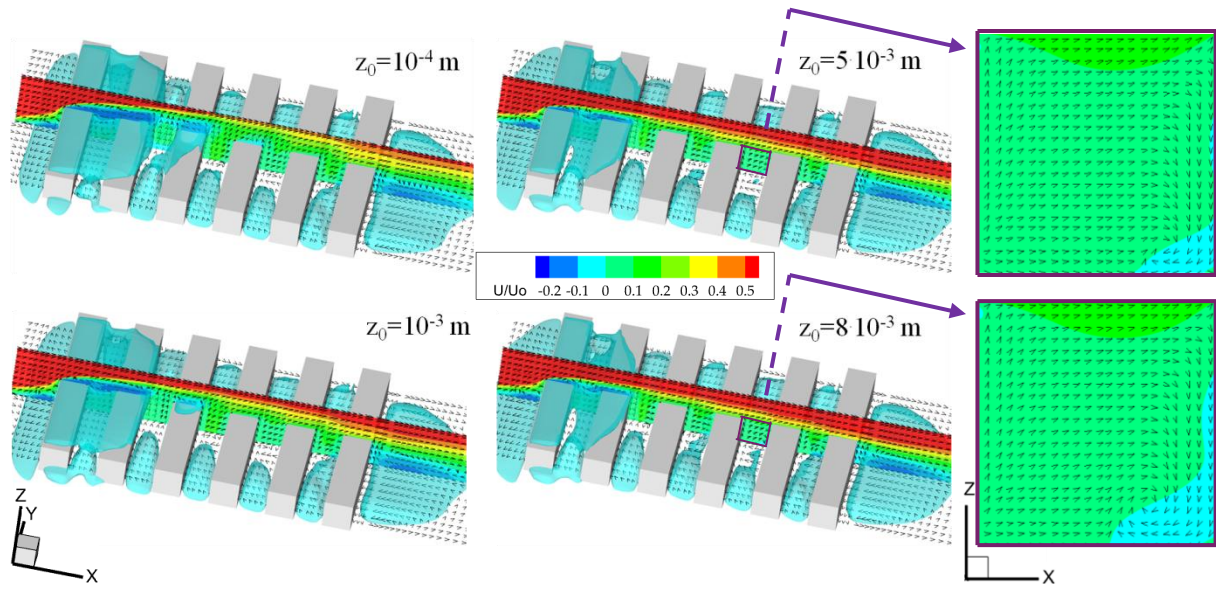 z₀=10⁻⁴ m
z₀=5·10⁻³ m
U/Uo -0.2 -0.1 0 0.1 0.2 0.3 0.4 0.5
z₀=10⁻³ m
z₀=8·10⁻³ m
Z
Y
X
Z
X